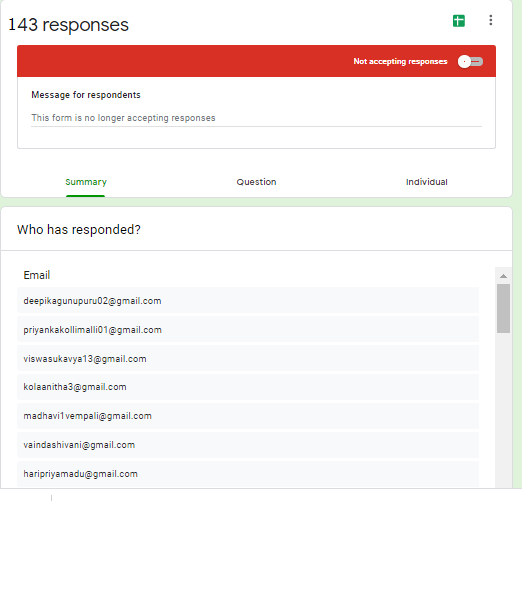 143 responses
Not accepting responses
Message for respondents
This form is no longer accepting responses
Summary Question Individual
Who has responded?
Email
deepikagunupuru02@gmail.com
priyankakollimalli01@gmail.com
viswasukavya13@gmail.com
kolaanitha3@gmail.com
madhavi1vempali@gmail.com
vaindashivani@gmail.com
haripriyamadu@gmail.com